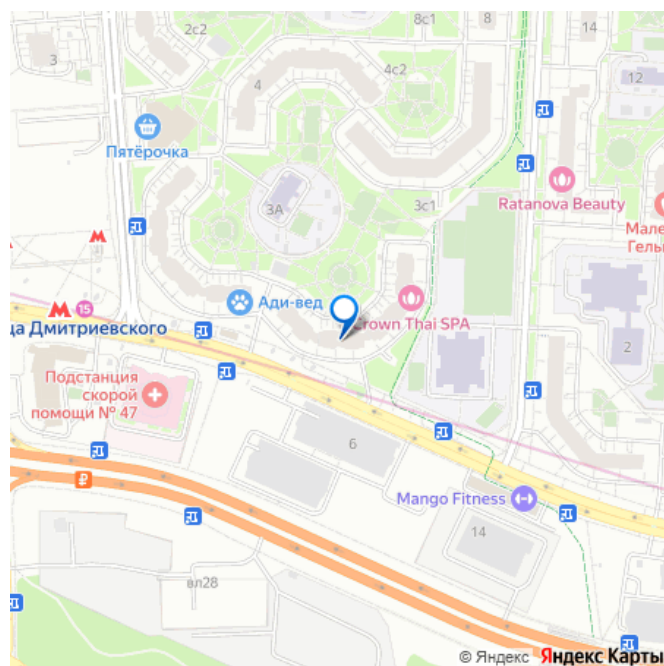 2с2
8с1
8
14
3
4
4с2
12
Пятёрочка
3А
3с1
Ratanova Beauty
Мале
Гель
Ади-вед
Crown Thai SPA
15
ца Дмитриевского
2
Подстанция
скорой
помощи № 47
6
₽
Mango Fitness
14
вл28
© Яндекс Яндекс Карты